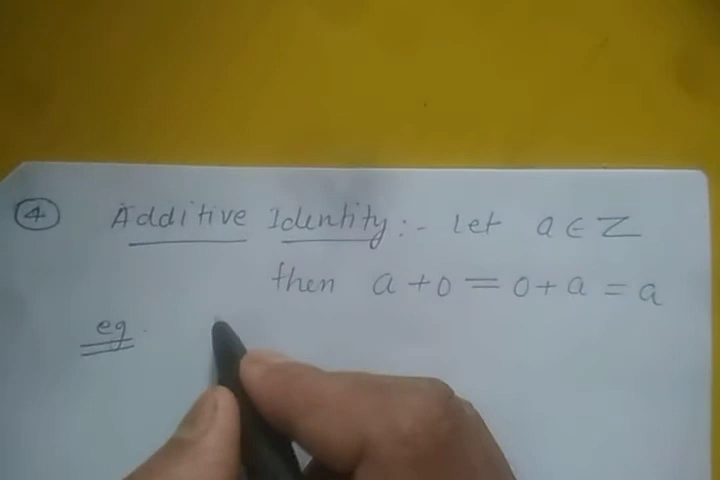 ④ Additive Identity :- Let a ∈ Z
then a + 0 = 0 + a = a
eg.